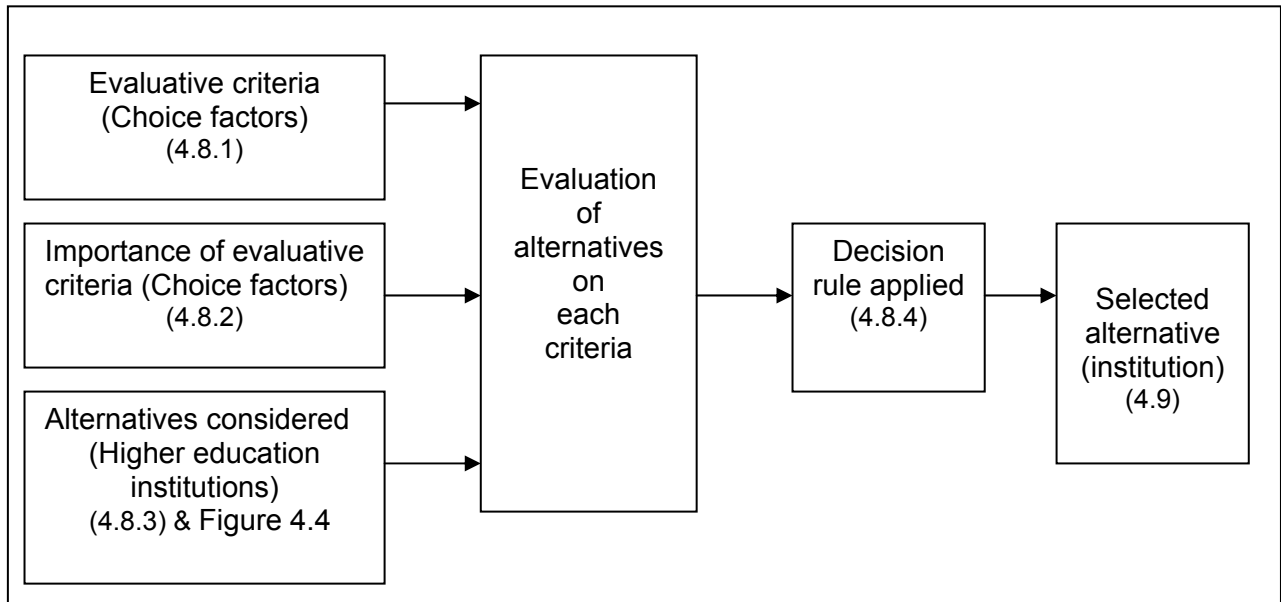 Evaluative criteria
(Choice factors)
(4.8.1)
Importance of evaluative
criteria (Choice factors)
(4.8.2)
Alternatives considered
(Higher education
institutions)
(4.8.3) & Figure 4.4
Evaluation
of
alternatives
on
each
criteria
Decision
rule applied
(4.8.4)
Selected
alternative
(institution)
(4.9)